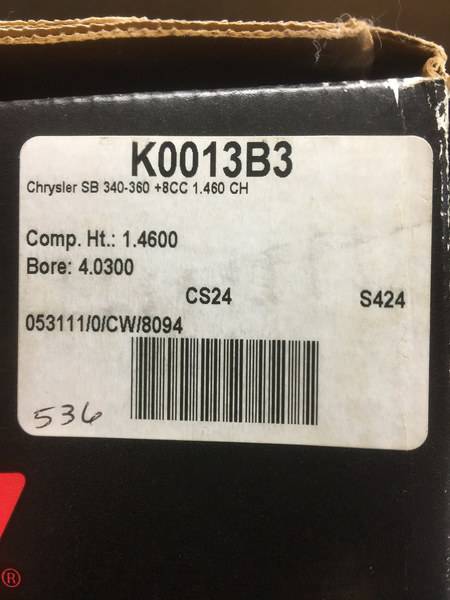 K0013B3
Chrysler SB 340-360 +8CC 1.460 CH
Comp. Ht.: 1.4600
Bore: 4.0300
CS24 S424
053111/0/CW/8094
536
®